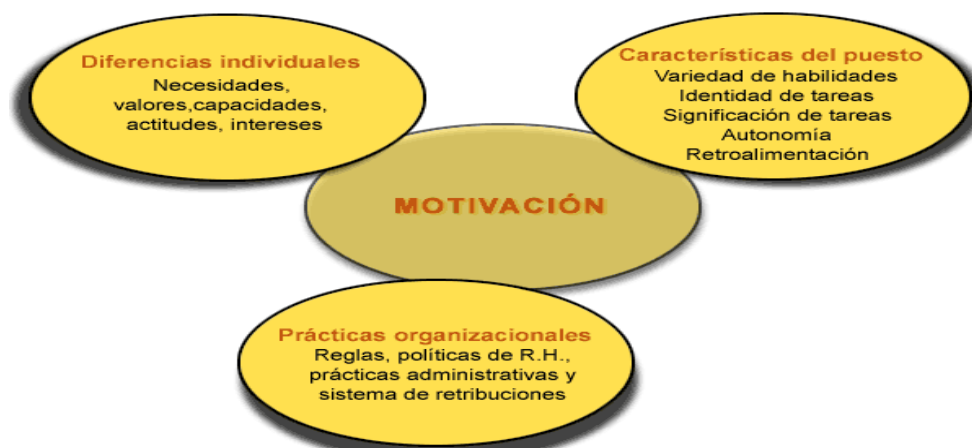 Diferencias individuales
Necesidades,
valores,capacidades,
actitudes, intereses
Características del puesto
Variedad de habilidades
Identidad de tareas
Significación de tareas
Autonomía
Retroalimentación
MOTIVACIÓN
Prácticas organizacionales
Reglas, políticas de R.H.,
prácticas administrativas y
sistema de retribuciones